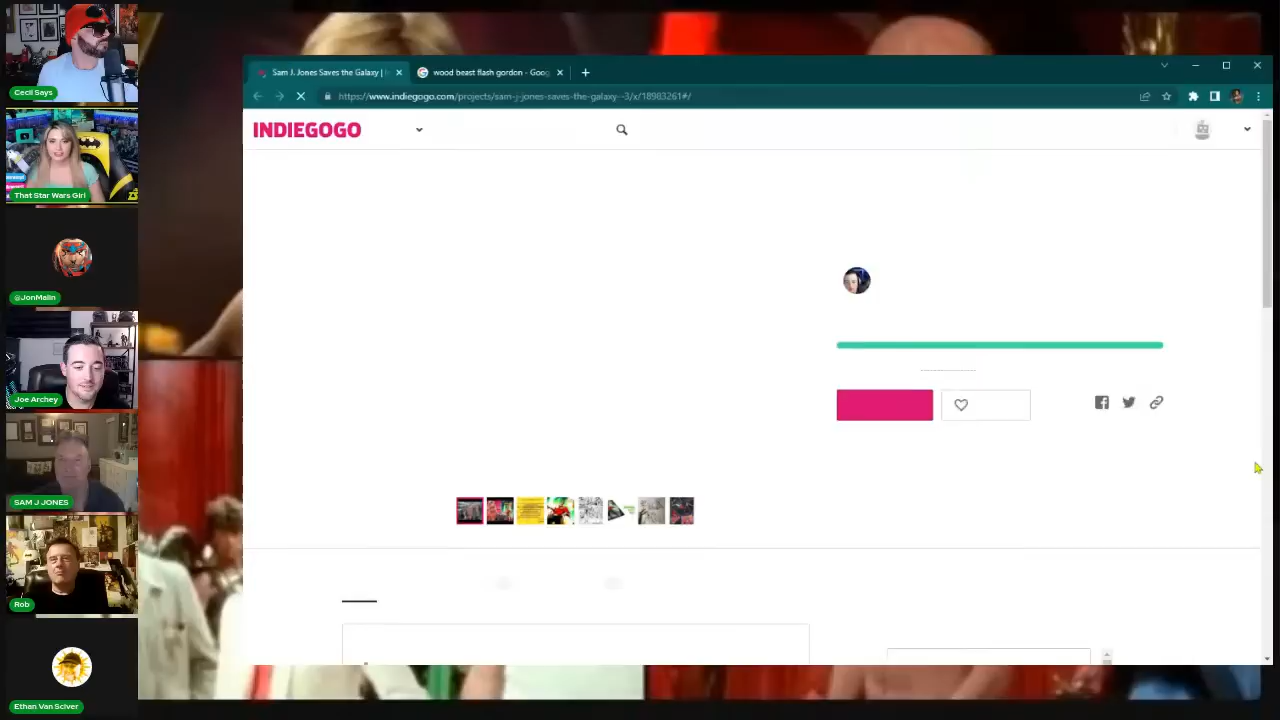 Cecil Says
That Star Wars Girl
@JonMalin
Joe Archey
SAM J JONES
Rob
Ethan Van Sciver
Sam J. Jones Saves the Galaxy |
wood beast flash gordon - Goog
https://www.indiegogo.com/projects/sam-j-jones-saves-the-galaxy--3/x/18983261#/
INDIEGOGO